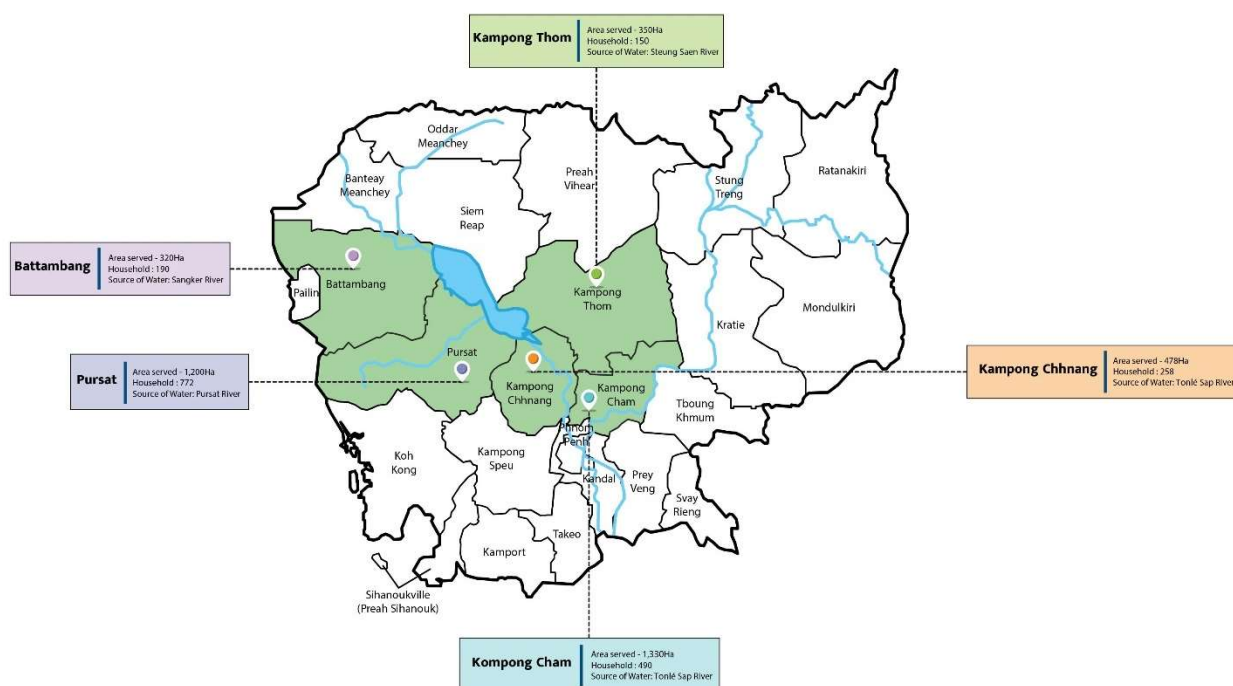 Kampong Thom
Area served - 350Ha
Household : 150
Source of Water: Steung Saen River
Oddar
Meanchey
Banteay
Meanchey
Siem
Reap
Preah
Vihear
Stung
Treng
Ratanakiri
Battambang
Area served - 320Ha
Household : 190
Source of Water: Sangker River
Battambang
Pailin
Kampong
Thom
Kratie
Mondulkiri
Pursat
Area served - 1,200Ha
Household : 772
Source of Water: Pursat River
Pursat
Kampong
Chhnang
Kampong
Cham
Kampong Chhnang
Area served - 478Ha
Household : 258
Source of Water: Tonlé Sap River
Tboung
Khmum
Phnom
Penh
Koh
Kong
Kampong
Speu
Kandal
Prey
Veng
Svay
Rieng
Takeo
Kamport
Sihanoukville
(Preah Sihanouk)
Kompong Cham
Area served - 1,330Ha
Household : 490
Source of Water: Tonlé Sap River